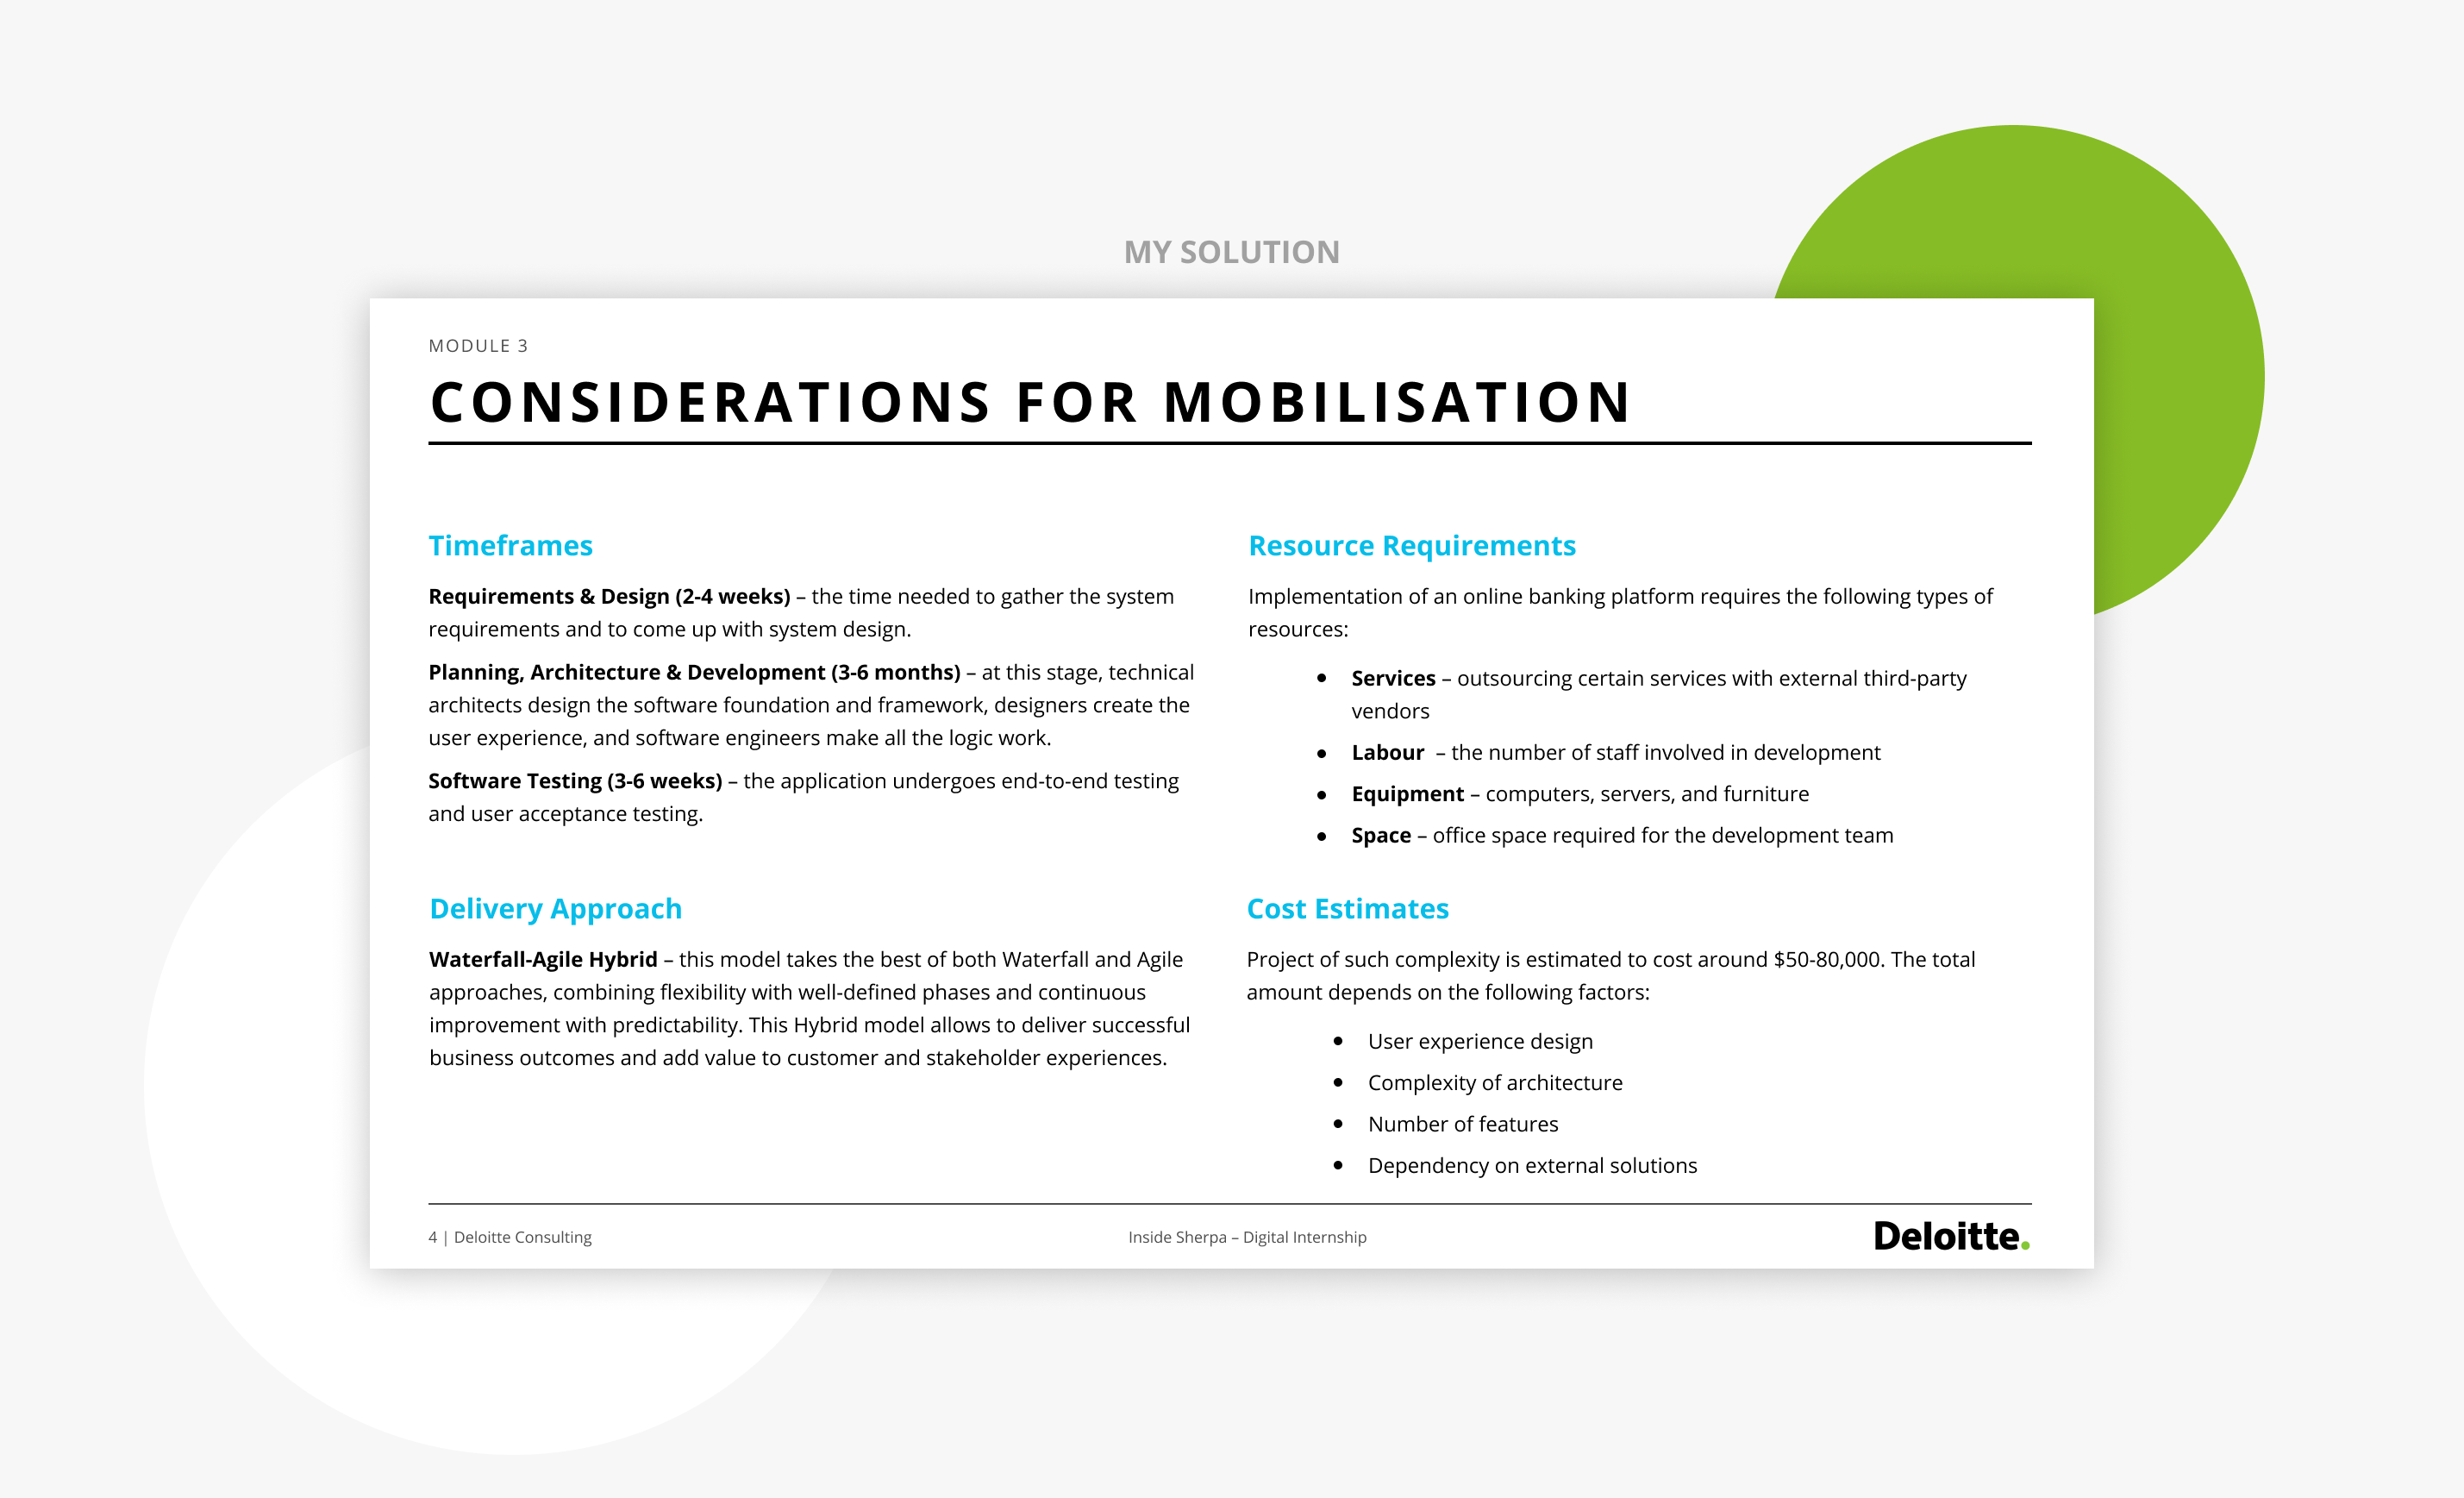 MY SOLUTION
MODULE 3
CONSIDERATIONS FOR MOBILISATION
Timeframes
Requirements & Design (2-4 weeks) – the time needed to gather the system
requirements and to come up with system design.
Planning, Architecture & Development (3-6 months) – at this stage, technical
architects design the software foundation and framework, designers create the
user experience, and software engineers make all the logic work.
Software Testing (3-6 weeks) – the application undergoes end-to-end testing
and user acceptance testing.
Resource Requirements
Implementation of an online banking platform requires the following types of
resources:
● Services – outsourcing certain services with external third-party
vendors
● Labour – the number of staff involved in development
● Equipment – computers, servers, and furniture
● Space – office space required for the development team
Delivery Approach
Waterfall-Agile Hybrid – this model takes the best of both Waterfall and Agile
approaches, combining flexibility with well-defined phases and continuous
improvement with predictability. This Hybrid model allows to deliver successful
business outcomes and add value to customer and stakeholder experiences.
Cost Estimates
Project of such complexity is estimated to cost around $50-80,000. The total
amount depends on the following factors:
● User experience design
● Complexity of architecture
● Number of features
● Dependency on external solutions
4 | Deloitte Consulting
Inside Sherpa – Digital Internship
Deloitte.